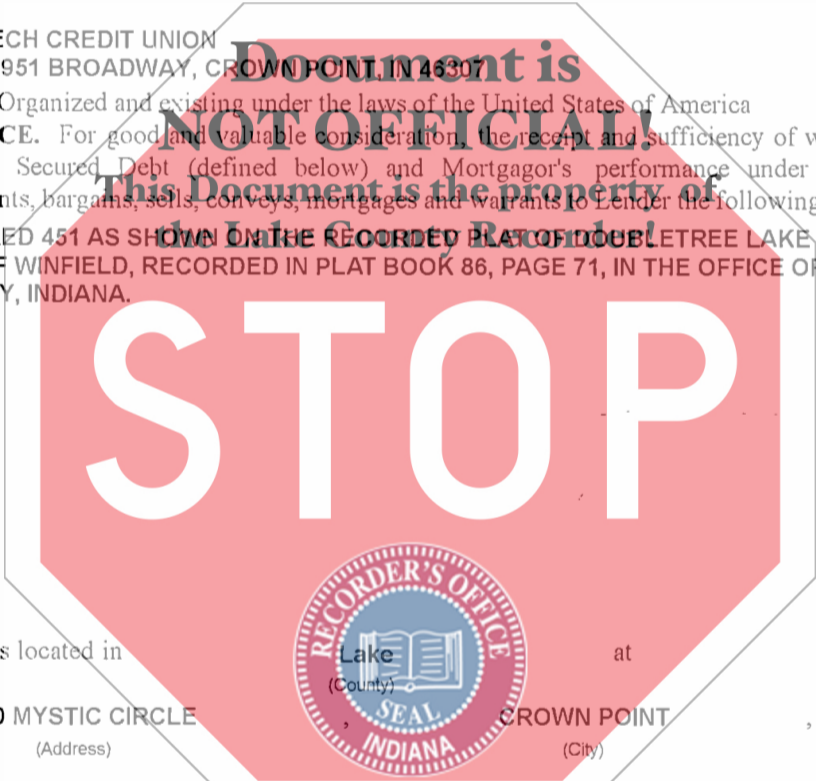 ECH CREDIT UNION
951 BROADWAY, CROWN POINT, IN 46307
Document is
Organized and existing under the laws of the United States of America
NOT OFFICIAL!
CE. For good and valuable consideration, the receipt and sufficiency of w
Secured Debt (defined below) and Mortgagor's performance under
This Document is the property of
nts, bargains, sells, conveys, mortgages and warrants to Lender the following
the Lake County Recorder!
ED 451 AS SHOWN ON THE RECORDED PLAT OF DOUBLETREE LAKE
F WINFIELD, RECORDED IN PLAT BOOK 86, PAGE 71, IN THE OFFICE OF
Y, INDIANA.
STOP
RECORDER'S OFFICE
s located in Lake at
(County)
SEAL
INDIANA
0 MYSTIC CIRCLE , CROWN POINT ,
(Address) (City)